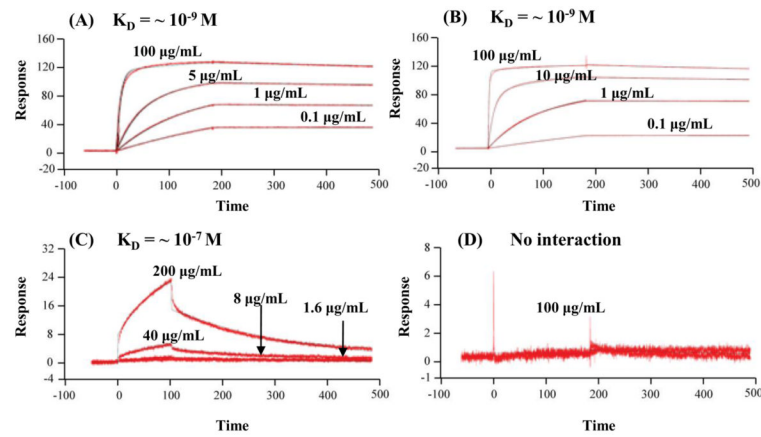 (A) K_D = ~ 10^-9 M
160
120
80
40
0
-20
Response
100 μg/mL
5 μg/mL
1 μg/mL
0.1 μg/mL
-100 0 100 200 300 400 500
Time
(B) K_D = ~ 10^-9 M
160
120
80
40
0
-20
Response
100 μg/mL
10 μg/mL
1 μg/mL
0.1 μg/mL
-100 0 100 200 300 400 500
Time
(C) K_D = ~ 10^-7 M
32
24
16
8
0
-4
Response
200 μg/mL
8 μg/mL
1.6 μg/mL
40 μg/mL
-100 0 100 200 300 400 500
Time
(D) No interaction
8
6
4
2
0
-1
Response
100 μg/mL
-100 0 100 200 300 400 500
Time